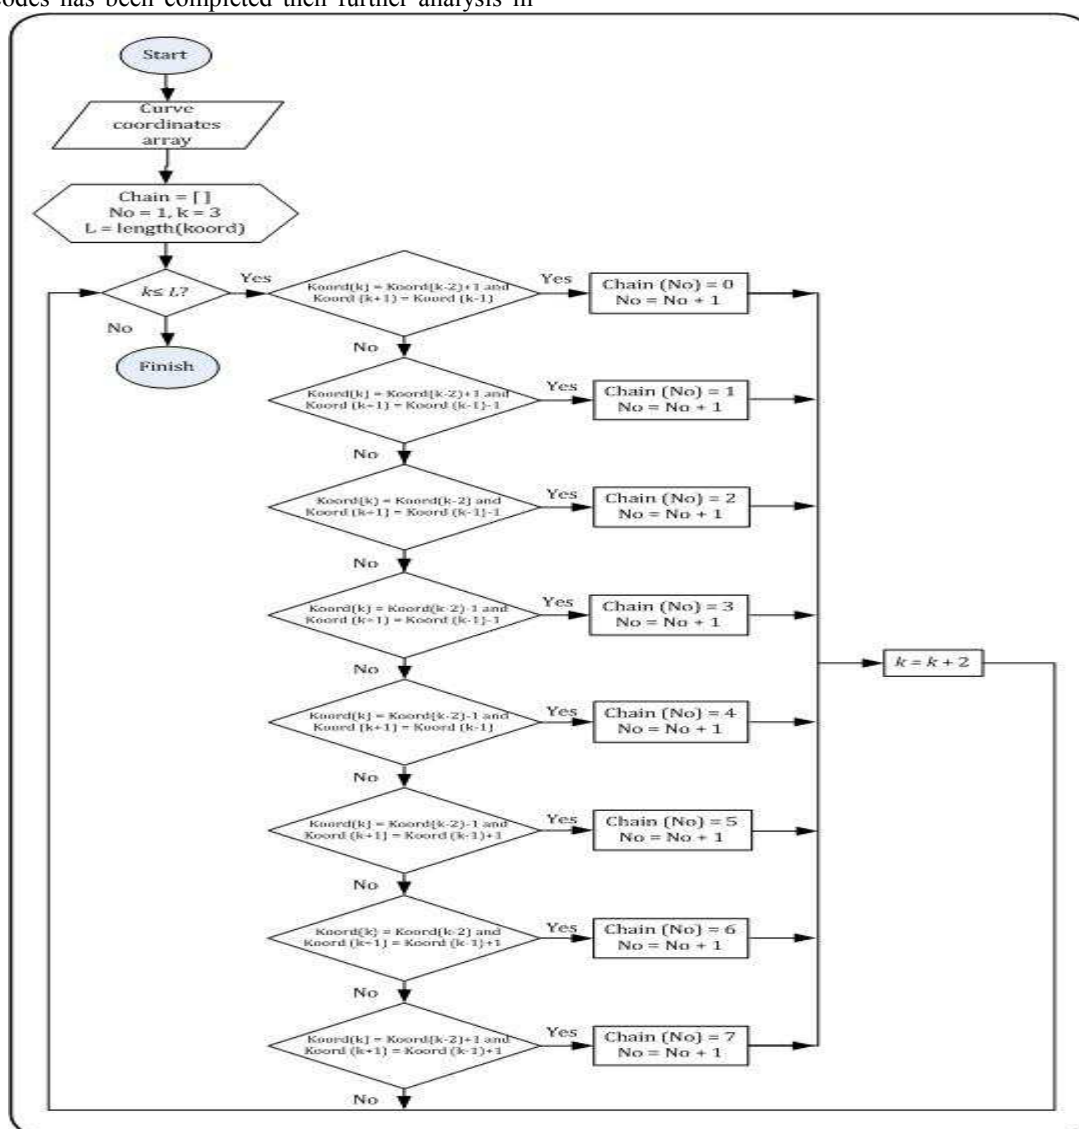 codes has been completed then further analysis in
Start
Curve
coordinates
array
Chain = [ ]
No = 1, k = 3
L = length(koord)
k ≤ L?
Yes
No
Finish
Koord(k) = Koord(k-2)+1 and
Koord (k+1) = Koord (k-1)
Yes
Chain (No) = 0
No = No + 1
No
Koord(k) = Koord(k-2)+1 and
Koord (k+1) = Koord (k-1)-1
Yes
Chain (No) = 1
No = No + 1
No
Koord(k) = Koord(k-2) and
Koord (k+1) = Koord (k-1)-1
Yes
Chain (No) = 2
No = No + 1
No
Koord(k) = Koord(k-2)-1 and
Koord (k+1) = Koord (k-1)-1
Yes
Chain (No) = 3
No = No + 1
No
Koord(k) = Koord(k-2)-1 and
Koord (k+1) = Koord (k-1)
Yes
Chain (No) = 4
No = No + 1
No
Koord(k) = Koord(k-2)-1 and
Koord (k+1) = Koord (k-1)+1
Yes
Chain (No) = 5
No = No + 1
No
Koord(k) = Koord(k-2) and
Koord (k+1) = Koord (k-1)+1
Yes
Chain (No) = 6
No = No + 1
No
Koord(k) = Koord(k-2)+1 and
Koord (k+1) = Koord (k-1)+1
Yes
Chain (No) = 7
No = No + 1
No
k = k + 2